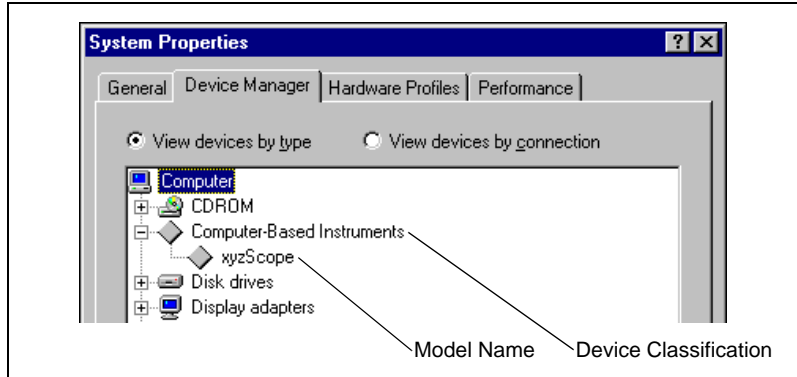 System Properties
General Device Manager Hardware Profiles Performance
View devices by type View devices by connection
Computer
CDROM
Computer-Based Instruments
xyzScope
Disk drives
Display adapters
Model Name Device Classification